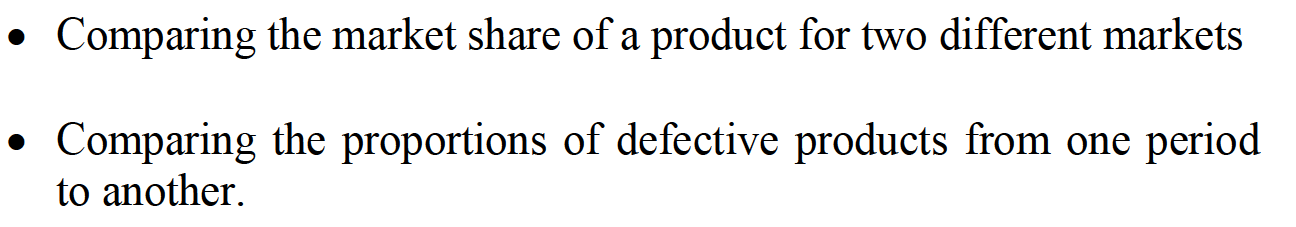 • Comparing the market share of a product for two different markets
• Comparing the proportions of defective products from one period
to another.